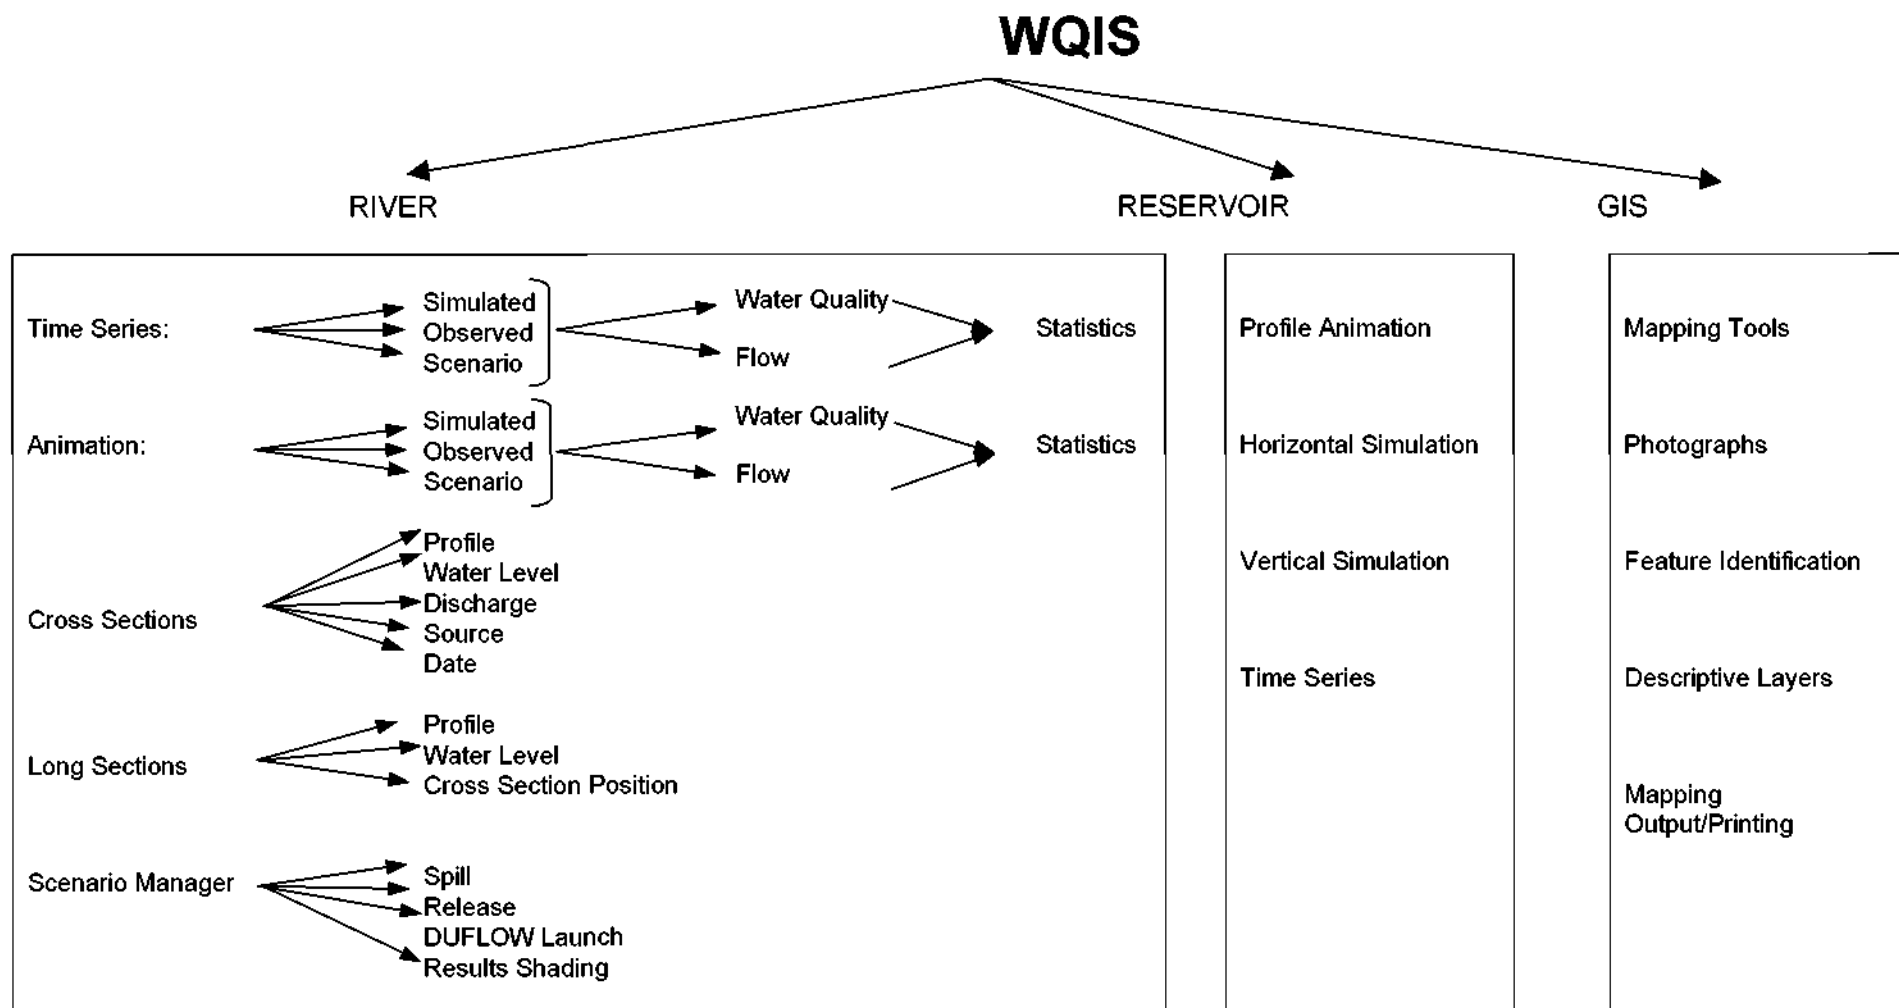 WQIS
RIVER
RESERVOIR
GIS
Time Series:
Simulated
Observed
Scenario
Water Quality
Flow
Statistics
Animation:
Simulated
Observed
Scenario
Water Quality
Flow
Statistics
Cross Sections
Profile
Water Level
Discharge
Source
Date
Long Sections
Profile
Water Level
Cross Section Position
Scenario Manager
Spill
Release
DUFLOW Launch
Results Shading
Profile Animation
Horizontal Simulation
Vertical Simulation
Time Series
Mapping Tools
Photographs
Feature Identification
Descriptive Layers
Mapping
Output/Printing